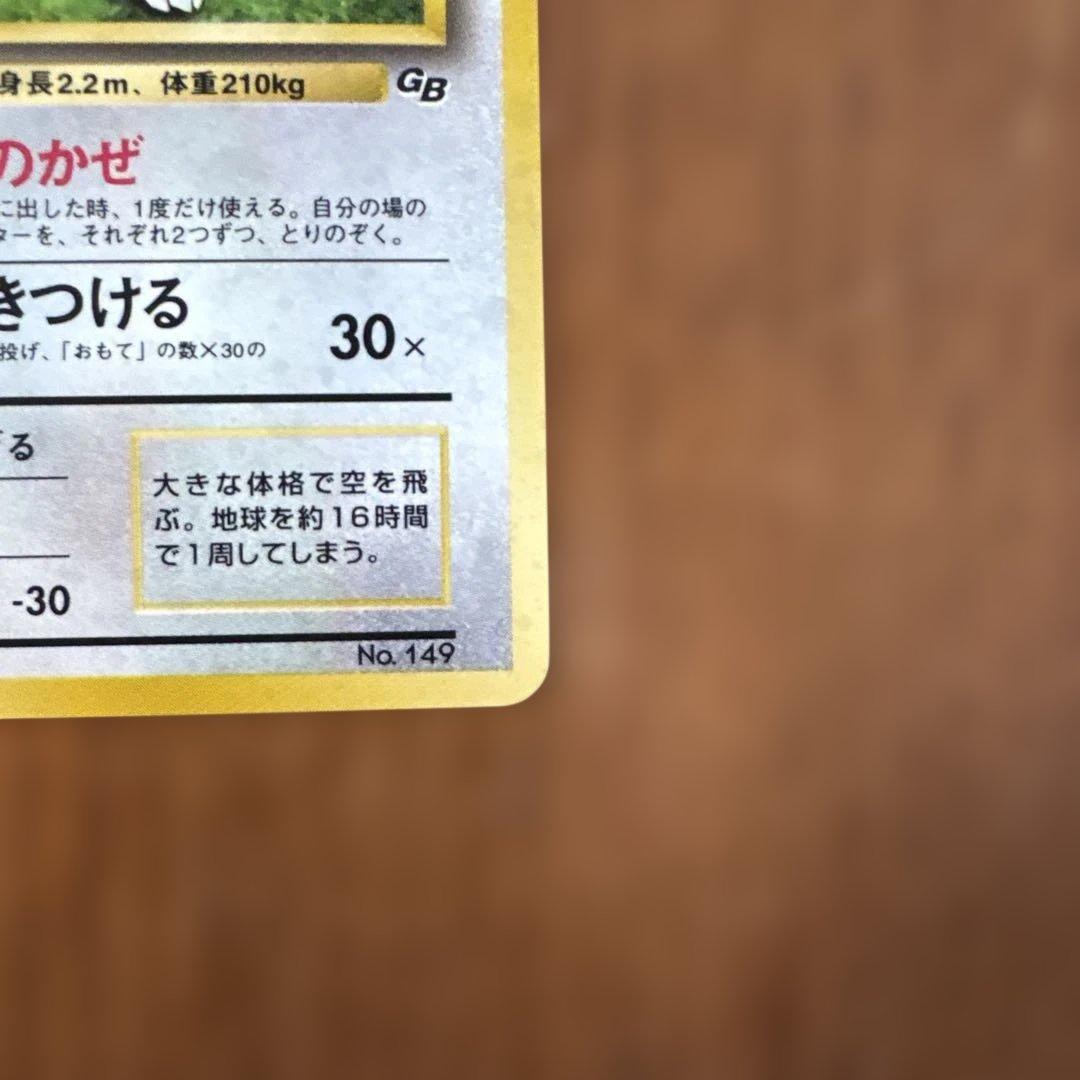 身長2.2m、体重210kg GB
のかぜ
に出した時、1度だけ使える。自分の場の
ターを、それぞれ2つずつ、とりのぞく。
きつける
30×
投げ、「おもて」の数×30の
る
大きな体格で空を飛
ぶ。地球を約16時間
で1周してしまう。
-30
No. 149